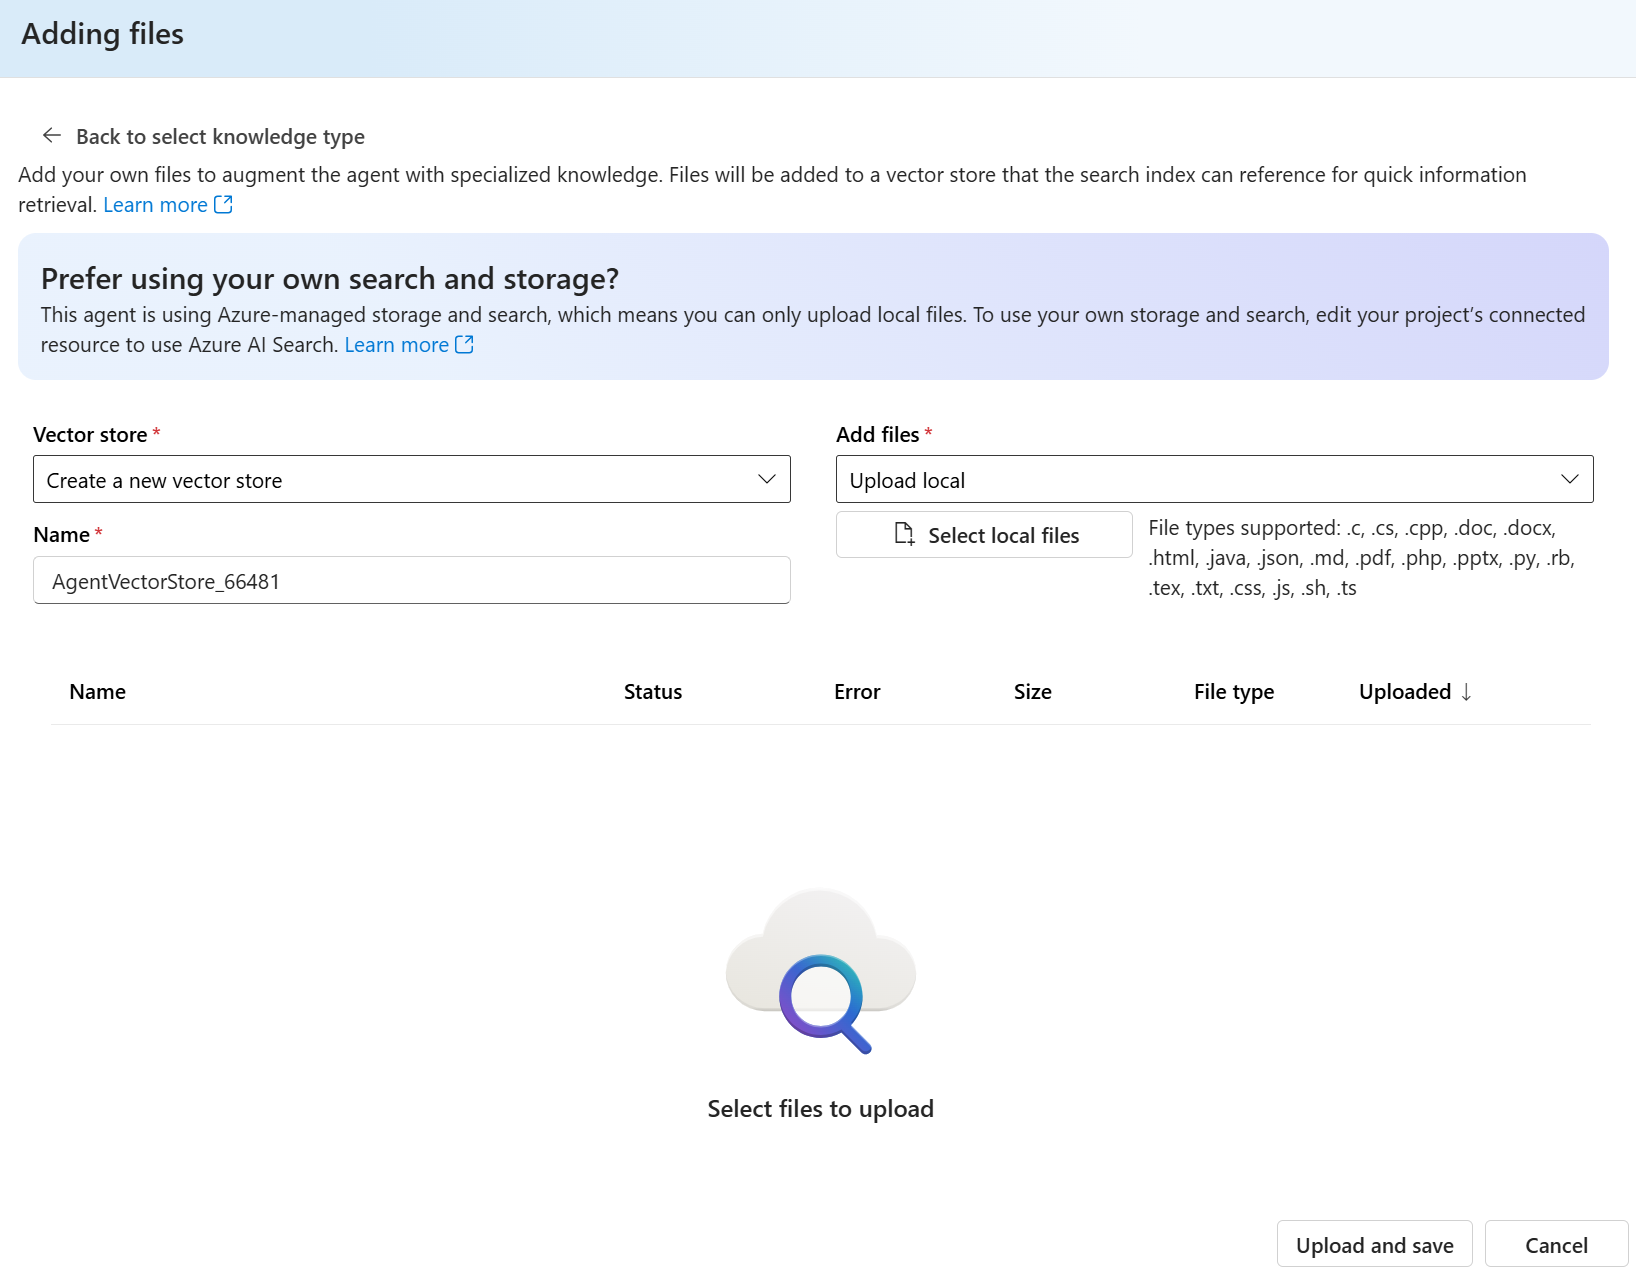 Adding files
Back to select knowledge type
Add your own files to augment the agent with specialized knowledge. Files will be added to a vector store that the search index can reference for quick information
retrieval. Learn more
Prefer using your own search and storage?
This agent is using Azure-managed storage and search, which means you can only upload local files. To use your own storage and search, edit your project’s connected
resource to use Azure AI Search. Learn more
Vector store *
Create a new vector store
Name *
AgentVectorStore_66481
Add files *
Upload local
Select local files
File types supported: .c, .cs, .cpp, .doc, .docx,
.html, .java, .json, .md, .pdf, .php, .pptx, .py, .rb,
.tex, .txt, .css, .js, .sh, .ts
Name Status Error Size File type Uploaded ↓
Select files to upload
Upload and save Cancel